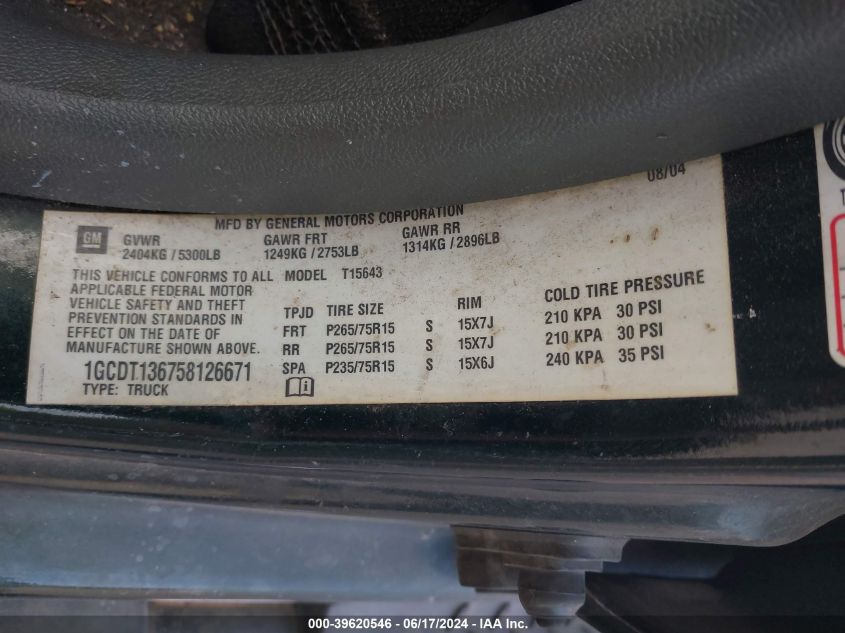 08/04
MFD BY GENERAL MOTORS CORPORATION
GM GVWR GAWR FRT GAWR RR
2404KG / 5300LB 1249KG / 2753LB 1314KG / 2896LB
THIS VEHICLE CONFORMS TO ALL
APPLICABLE FEDERAL MOTOR
VEHICLE SAFETY AND THEFT
PREVENTION STANDARDS IN
EFFECT ON THE DATE OF
MANUFACTURE SHOWN ABOVE.
1GCDT136758126671
TYPE: TRUCK
MODEL T15643
TPJD TIRE SIZE RIM COLD TIRE PRESSURE
FRT P265/75R15 S 15X7J 210 KPA 30 PSI
RR P265/75R15 S 15X7J 210 KPA 30 PSI
SPA P235/75R15 S 15X6J 240 KPA 35 PSI
000-39620546 - 06/17/2024 - IAA Inc.